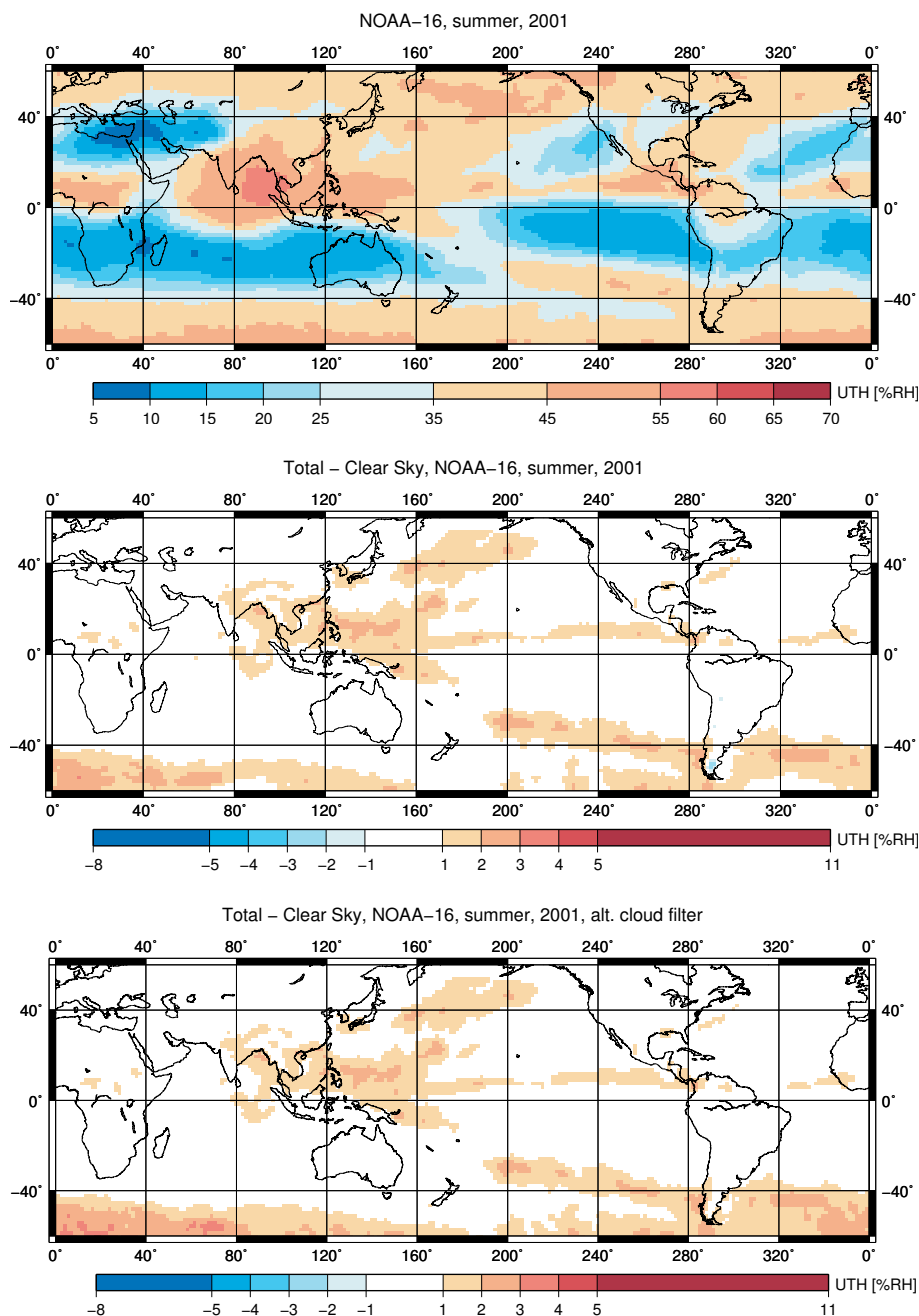 NOAA−16, summer, 2001
0° 40° 80° 120° 160° 200° 240° 280° 320° 0°
40° 40°
0° 0°
−40° −40°
0° 40° 80° 120° 160° 200° 240° 280° 320° 0°
UTH [%RH]
5 10 15 20 25 35 45 55 60 65 70
Total − Clear Sky, NOAA−16, summer, 2001
0° 40° 80° 120° 160° 200° 240° 280° 320° 0°
40° 40°
0° 0°
−40° −40°
0° 40° 80° 120° 160° 200° 240° 280° 320° 0°
UTH [%RH]
−8 −5 −4 −3 −2 −1 1 2 3 4 5 11
Total − Clear Sky, NOAA−16, summer, 2001, alt. cloud filter
0° 40° 80° 120° 160° 200° 240° 280° 320° 0°
40° 40°
0° 0°
−40° −40°
0° 40° 80° 120° 160° 200° 240° 280° 320° 0°
UTH [%RH]
−8 −5 −4 −3 −2 −1 1 2 3 4 5 11